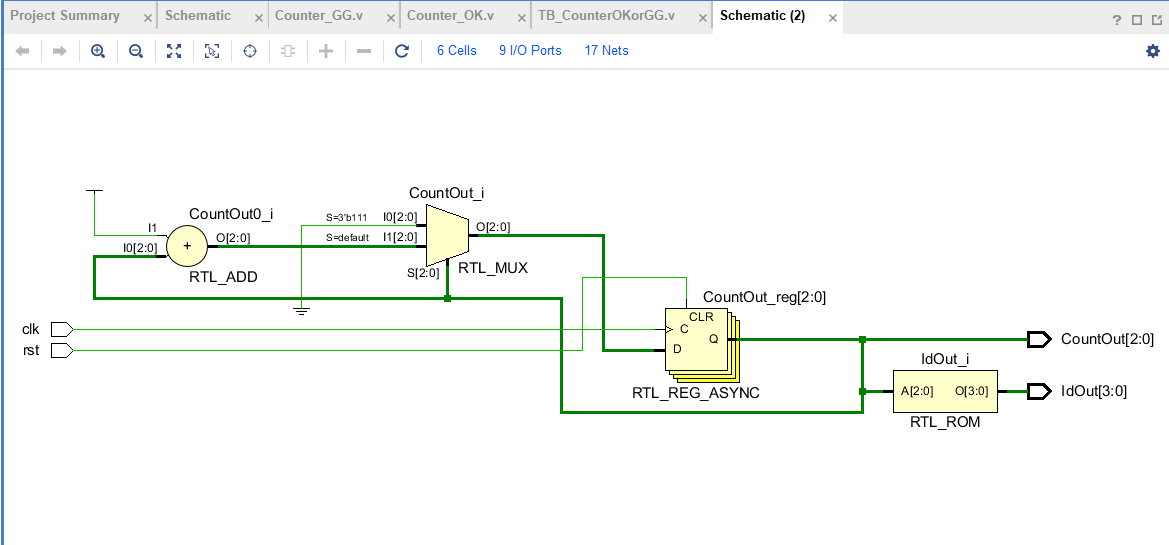 Project Summary × Schematic × Counter_GG.v × Counter_OK.v × TB_CounterOKorGG.v × Schematic (2) ×
?
6 Cells 9 I/O Ports 17 Nets
CountOut_i
CountOut0_i
S=3'b111 I0[2:0]
I1
O[2:0]
S=default I1[2:0]
O[2:0]
I0[2:0]
+
S[2:0]
RTL_MUX
RTL_ADD
CountOut_reg[2:0]
CLR
clk
C
rst
D
Q
CountOut[2:0]
IdOut_i
A[2:0] O[3:0]
IdOut[3:0]
RTL_REG_ASYNC
RTL_ROM